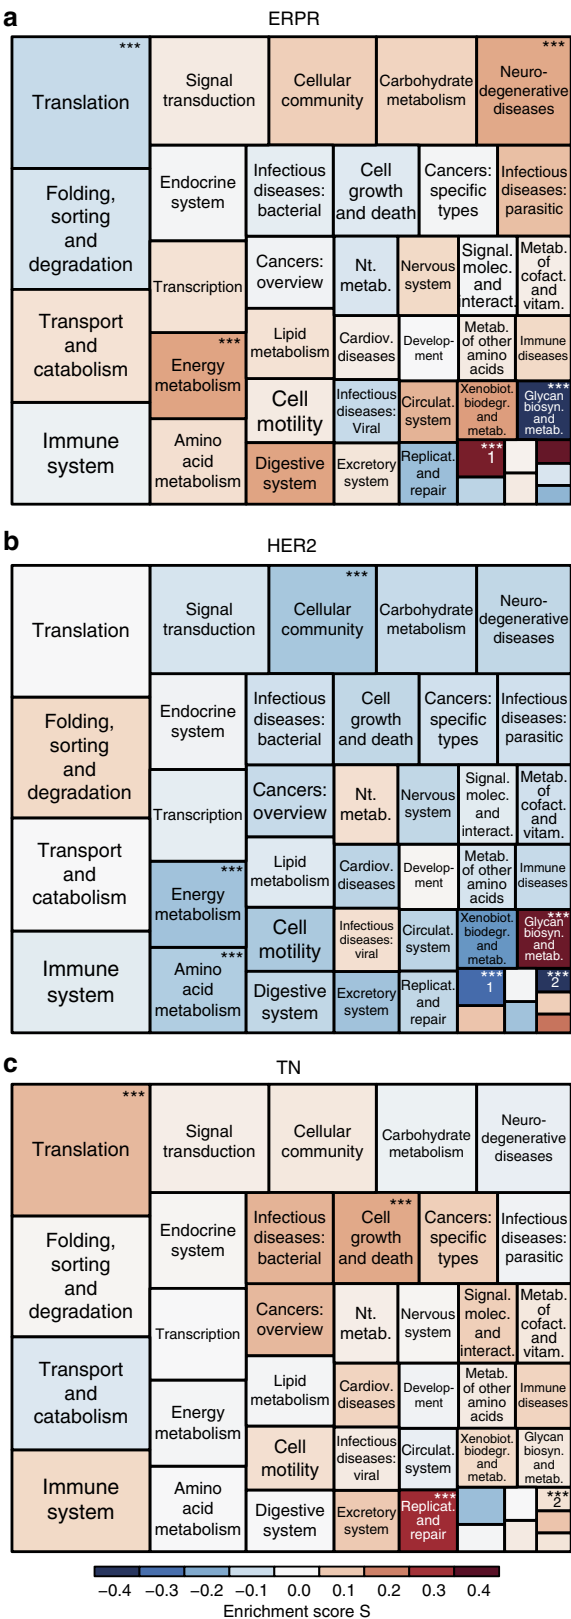 a
ERPR
***
Translation
Signal
transduction
Cellular
community
Carbohydrate
metabolism
***
Neuro-
degenerative
diseases
Folding,
sorting
and
degradation
Endocrine
system
Infectious
diseases:
bacterial
Cell
growth
and death
Cancers:
specific
types
Infectious
diseases:
parasitic
Transcription
Cancers:
overview
Nt.
metab.
Nervous
system
Signal.
molec.
and
interact.
Metab.
of
cofact.
and
vitam.
Transport
and
catabolism
***
Energy
metabolism
Lipid
metabolism
Cardiov.
diseases
Develop-
ment
Metab.
of other
amino
acids
Immune
diseases
Cell
motility
Infectious
diseases:
Viral
Circulat.
system
Xenobiot.
biodegr.
and
metab.
***
Glycan
biosyn.
and
metab.
Immune
system
Amino
acid
metabolism
Digestive
system
Excretory
system
Replicat.
and
repair
***
1
b
HER2
Translation
Signal
transduction
***
Cellular
community
Carbohydrate
metabolism
Neuro-
degenerative
diseases
Folding,
sorting
and
degradation
Endocrine
system
Infectious
diseases:
bacterial
Cell
growth
and death
Cancers:
specific
types
Infectious
diseases:
parasitic
Transcription
Cancers:
overview
Nt.
metab.
Nervous
system
Signal.
molec.
and
interact.
Metab.
of
cofact.
and
vitam.
Transport
and
catabolism
***
Energy
metabolism
Lipid
metabolism
Cardiov.
diseases
Develop-
ment
Metab.
of other
amino
acids
Immune
diseases
Cell
motility
Infectious
diseases:
viral
Circulat.
system
Xenobiot.
biodegr.
and
metab.
***
Glycan
biosyn.
and
metab.
Immune
system
***
Amino
acid
metabolism
Digestive
system
Excretory
system
Replicat.
and
repair
***
1
***
2
c
TN
***
Translation
Signal
transduction
Cellular
community
Carbohydrate
metabolism
Neuro-
degenerative
diseases
Folding,
sorting
and
degradation
Endocrine
system
Infectious
diseases:
bacterial
***
Cell
growth
and death
Cancers:
specific
types
Infectious
diseases:
parasitic
Transcription
Cancers:
overview
Nt.
metab.
Nervous
system
Signal.
molec.
and
interact.
Metab.
of
cofact.
and
vitam.
Transport
and
catabolism
Energy
metabolism
Lipid
metabolism
Cardiov.
diseases
Develop-
ment
Metab.
of other
amino
acids
Immune
diseases
Cell
motility
Infectious
diseases:
viral
Circulat.
system
Xenobiot.
biodegr.
and
metab.
Glycan
biosyn.
and
metab.
Immune
system
Amino
acid
metabolism
Digestive
system
Excretory
system
***
Replicat.
and
repair
***
2
−0.4 −0.3 −0.2 −0.1 0.0 0.1 0.2 0.3 0.4
Enrichment score S